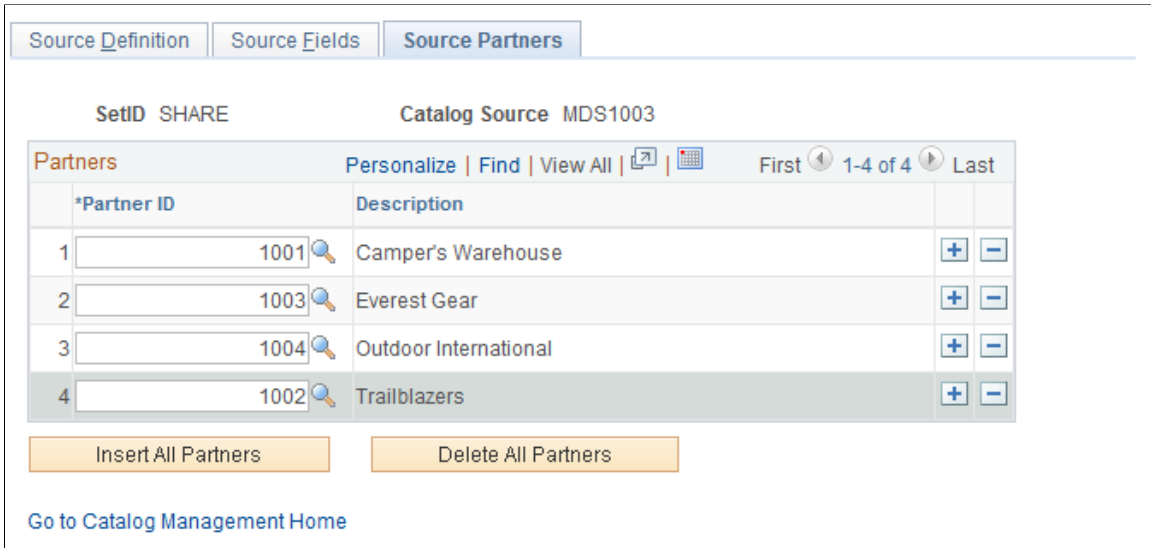 Source Definition Source Fields Source Partners
SetID SHARE Catalog Source MDS1003
Partners Personalize | Find | View All | | First 1-4 of 4 Last
*Partner ID Description
1 1001 Camper's Warehouse
2 1003 Everest Gear
3 1004 Outdoor International
4 1002 Trailblazers
Insert All Partners Delete All Partners
Go to Catalog Management Home